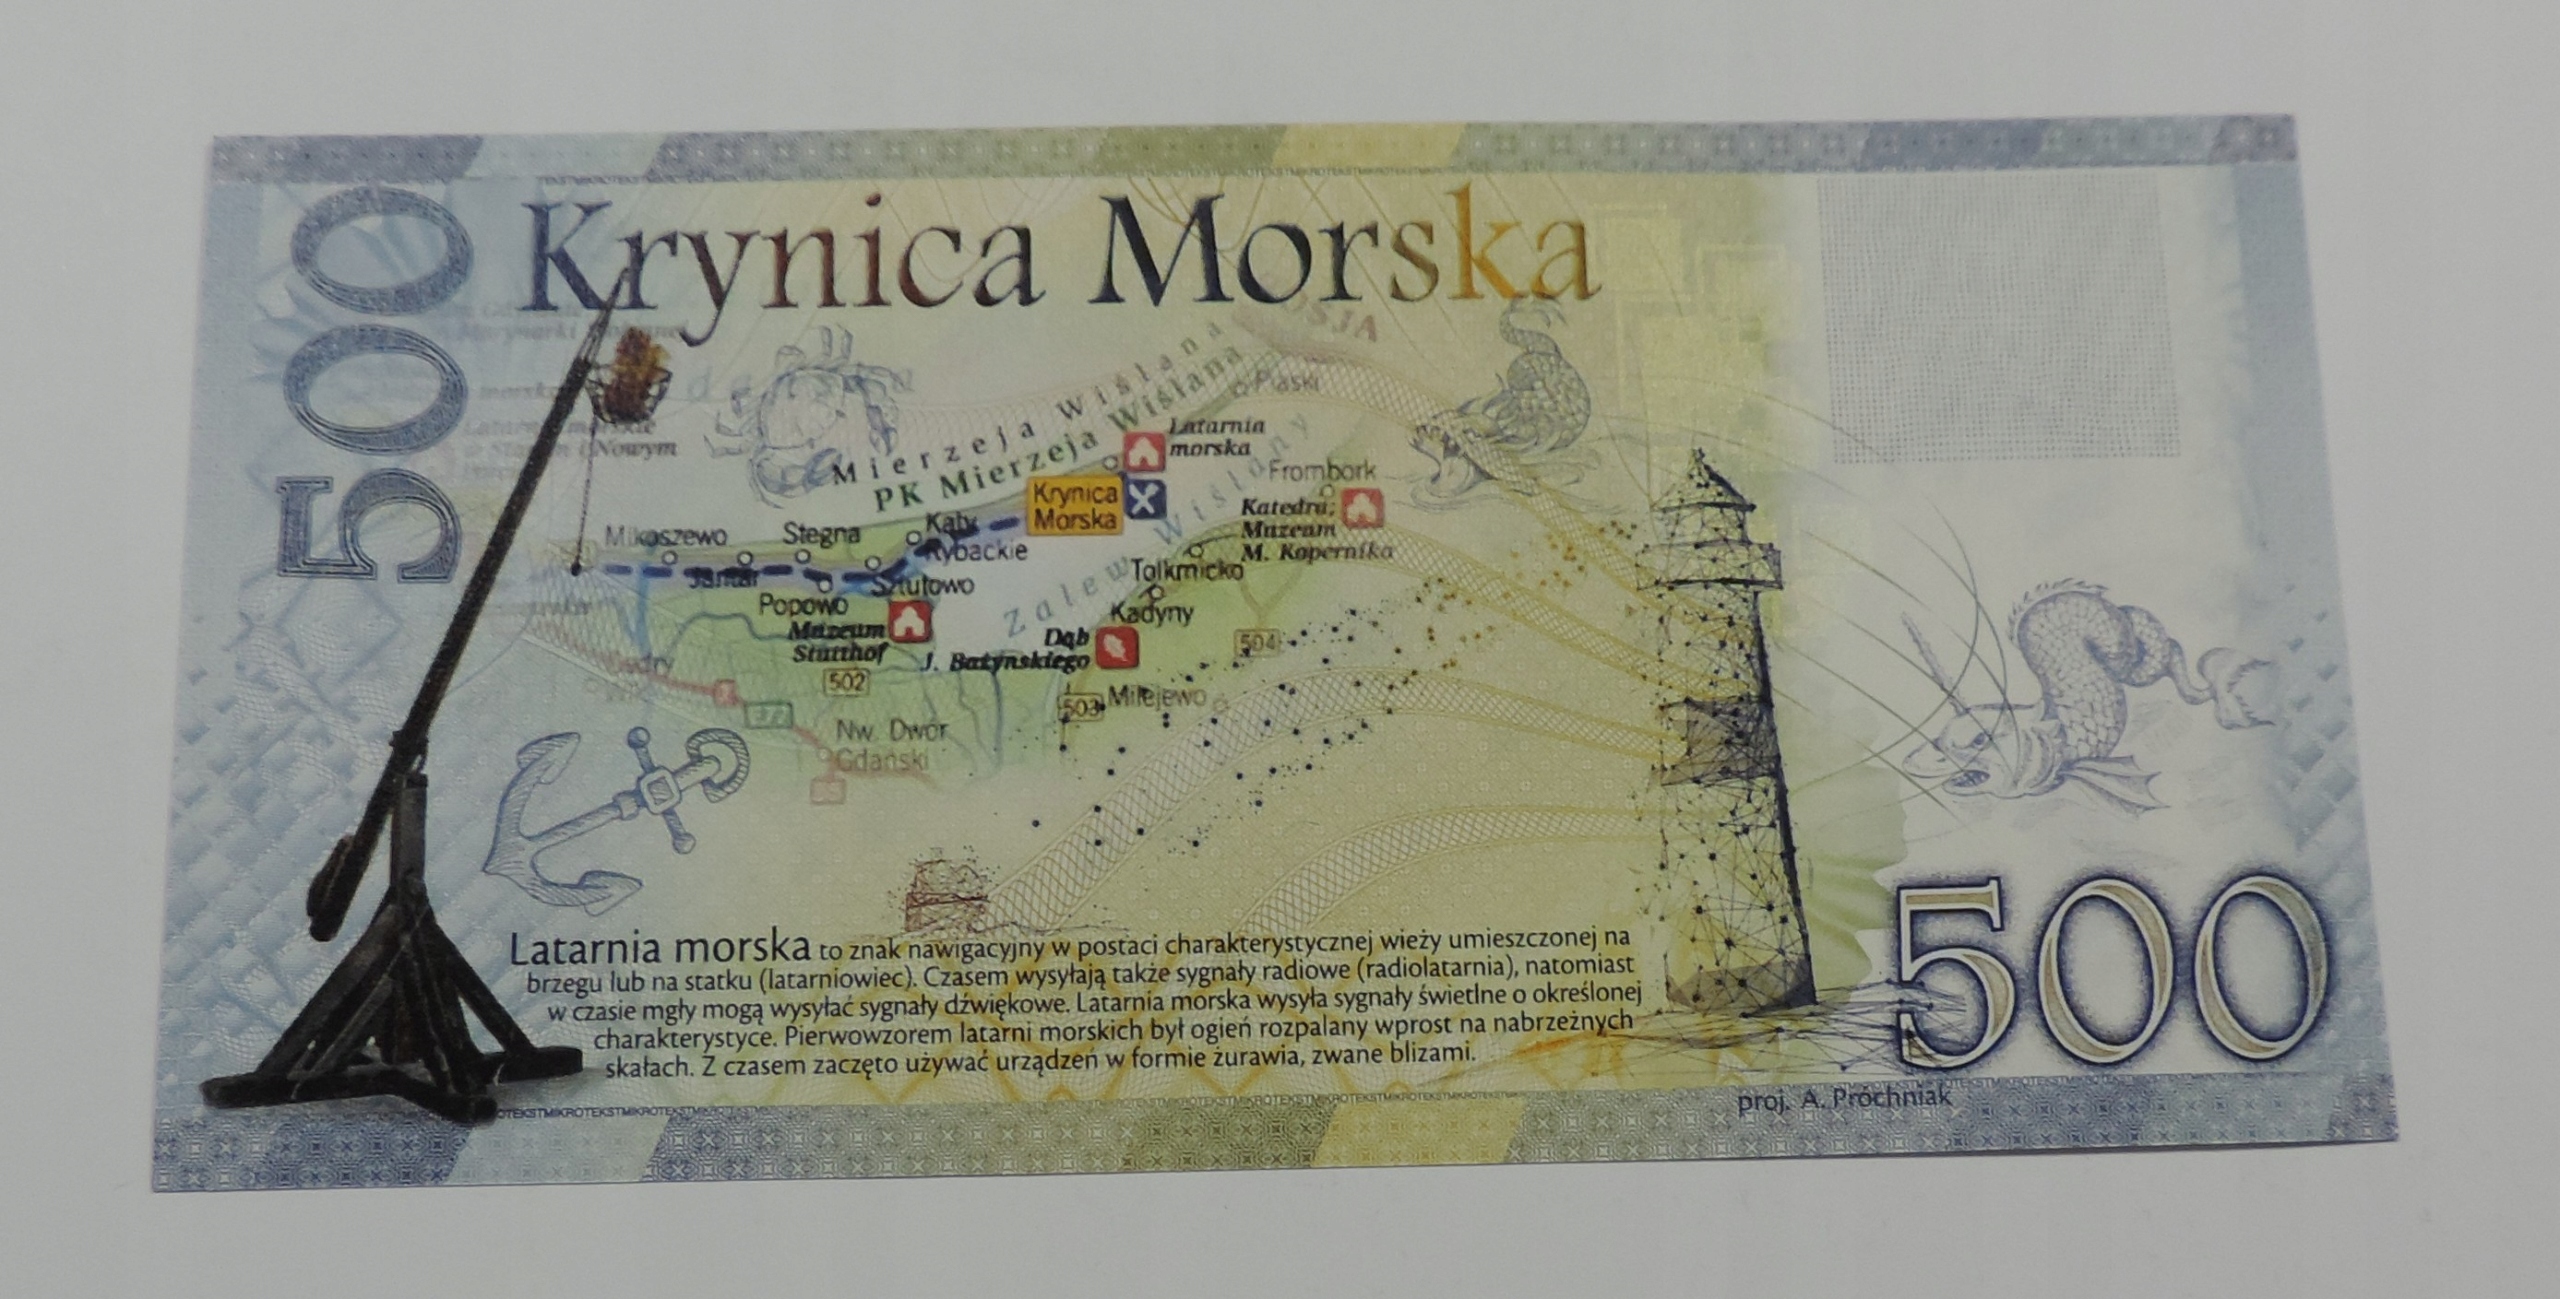 500
Krynica Morska
Mierzeja Wiślana
PK Mierzeja Wiślana
Piaski
Latarnia
morska
Frombork
Krynica
Morska
Katedra;
Muzeum
M. Kopernika
Mikoszewo
Stegna
Kąty
Rybackie
Jantar
Sztutowo
Tolkmicko
Zalew Wiślany
Popowo
Kadyny
Muzeum
Stutthof
Dąb
J. Bażyńskiego
504
502
503
Milejewo
Nw. Dwór
Gdański
Latarnia morska to znak nawigacyjny w postaci charakterystycznej wieży umieszczonej na
brzegu lub na statku (latarniowiec). Czasem wysyłają także sygnały radiowe (radiolatarnia), natomiast
w czasie mgły mogą wysyłać sygnały dźwiękowe. Latarnia morska wysyła sygnały świetlne o określonej
charakterystyce. Pierwowzorem latarni morskich był ogień rozpalany wprost na nabrzeżnych
skałach. Z czasem zaczęto używać urządzeń w formie żurawia, zwane blizami.
500
proj. A. Próchniak